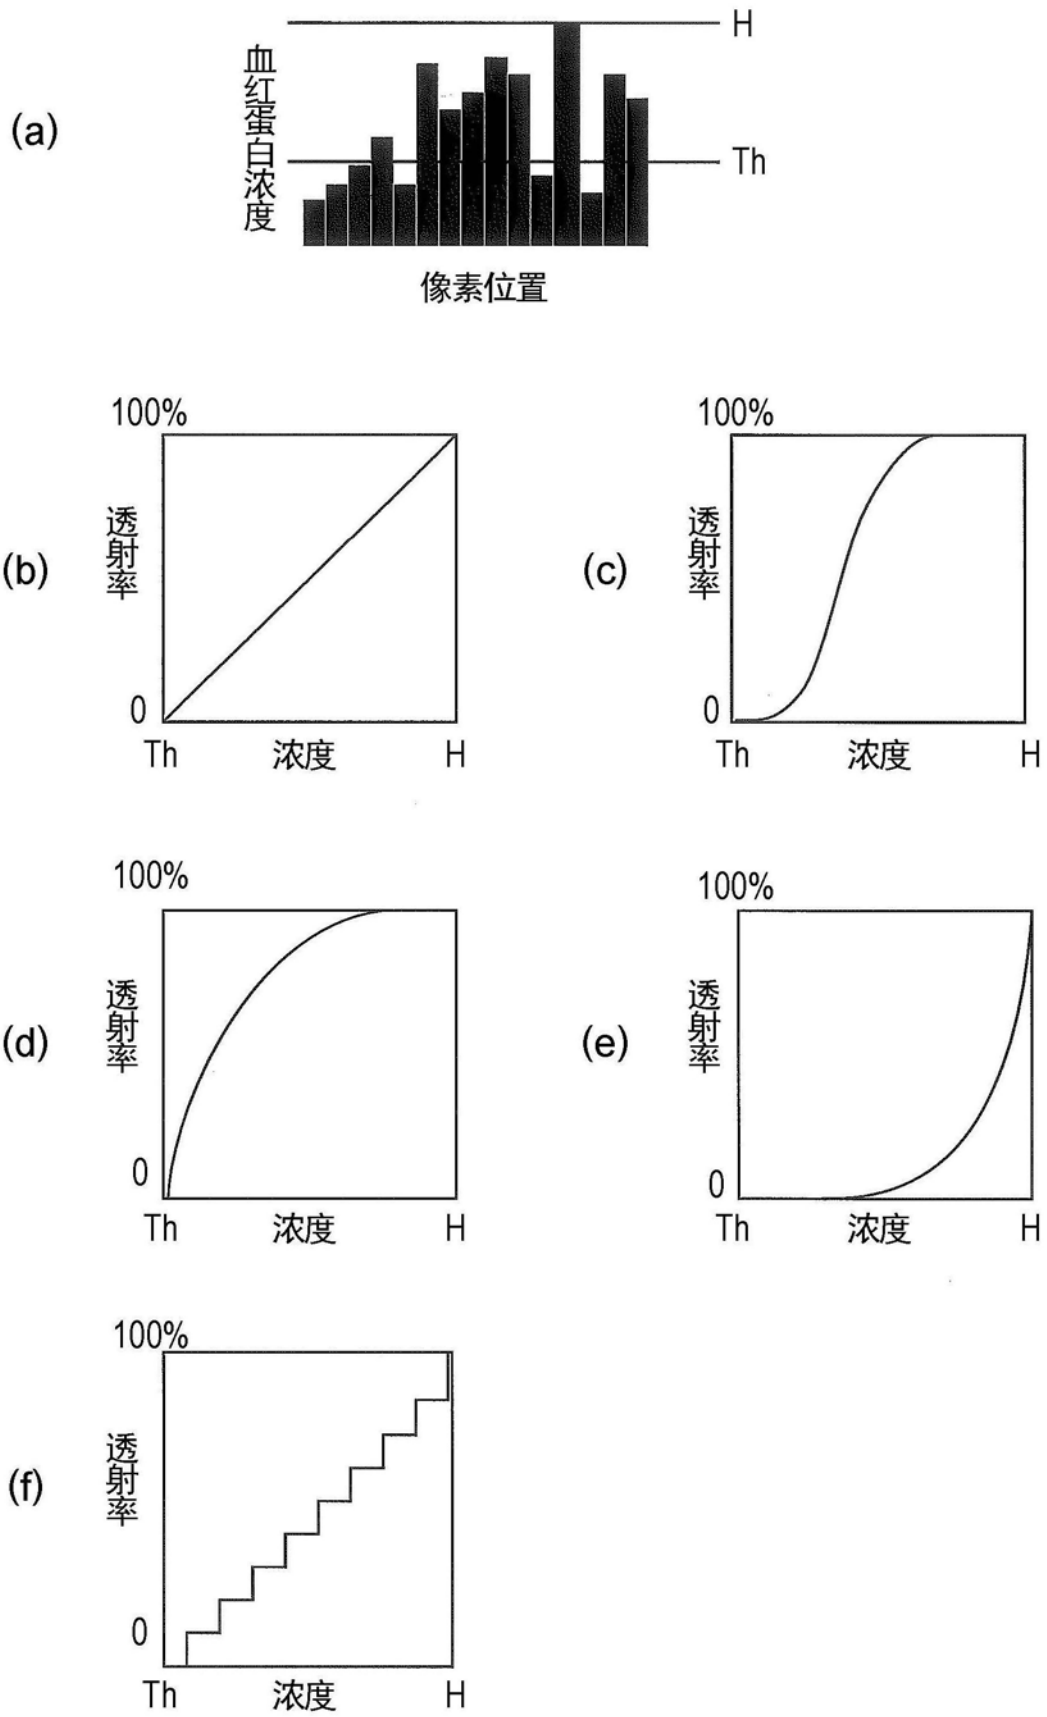 H
血红蛋白浓度
(a)
Th
像素位置
100%
透射率
(b)
0
Th 浓度 H
100%
透射率
(c)
0
Th 浓度 H
100%
透射率
(d)
0
Th 浓度 H
100%
透射率
(e)
0
Th 浓度 H
100%
透射率
(f)
0
Th 浓度 H